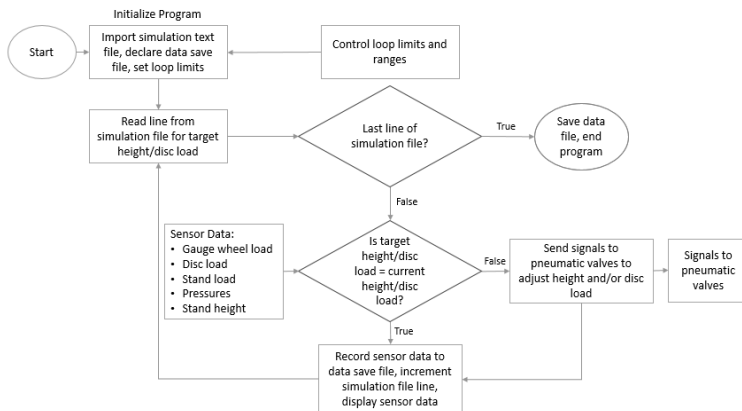 Initialize Program
Start
Import simulation text
file, declare data save
file, set loop limits
Control loop limits and
ranges
Read line from
simulation file for target
height/disc load
Last line of
simulation file?
True
Save data
file, end
program
False
Sensor Data:
• Gauge wheel load
• Disc load
• Stand load
• Pressures
• Stand height
Is target
height/disc
load = current
height/disc
load?
False
Send signals to
pneumatic valves to
adjust height and/or disc
load
Signals to
pneumatic
valves
True
Record sensor data to
data save file, increment
simulation file line,
display sensor data